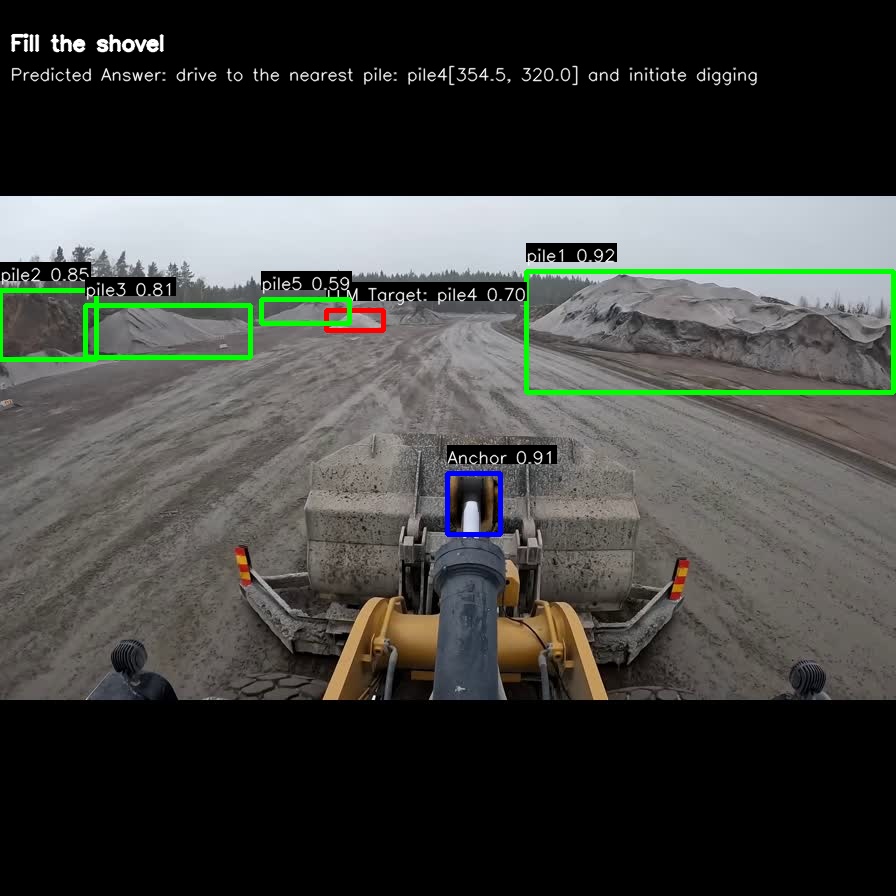 Fill the shovel
Predicted Answer: drive to the nearest pile: pile4[354.5, 320.0] and initiate digging
pile1 0.92
pile2 0.85
pile3 0.81
pile5 0.59
LLM Target: pile4 0.70
Anchor 0.91